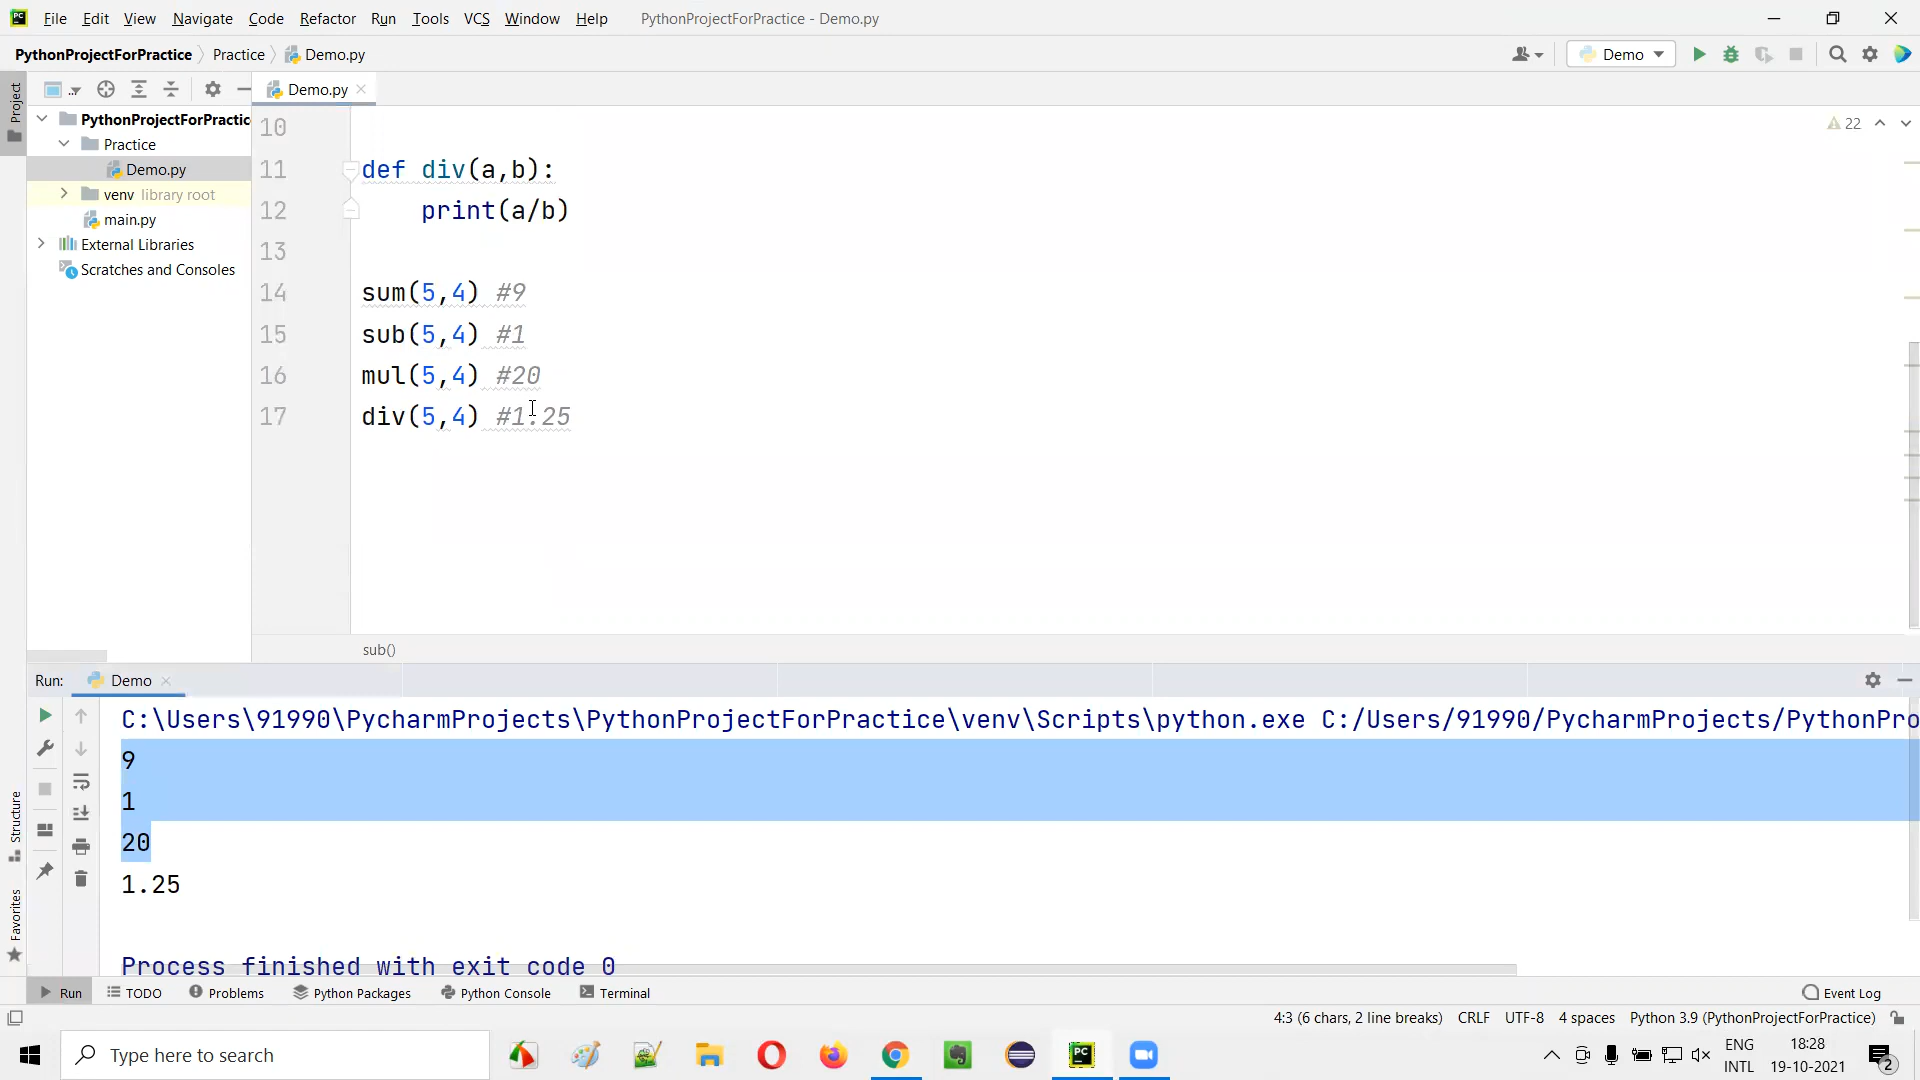 PC File Edit View Navigate Code Refactor Run Tools VCS Window Help PythonProjectForPractice - Demo.py
PythonProjectForPractice Practice Demo.py Demo
Project
.. Demo.py
PythonProjectForPractic
Practice
Demo.py
venv library root
main.py
External Libraries
Scratches and Consoles
22
10
11 def div(a,b):
12 print(a/b)
13
14 sum(5,4) #9
15 sub(5,4) #1
16 mul(5,4) #20
17 div(5,4) #1.25
sub()
Run: Demo
C:\Users\91990\PycharmProjects\PythonProjectForPractice\venv\Scripts\python.exe C:/Users/91990/PycharmProjects/PythonPro
9
1
20
1.25
Process finished with exit code 0
Structure
Favorites
Run TODO Problems Python Packages Python Console Terminal Event Log
4:3 (6 chars, 2 line breaks) CRLF UTF-8 4 spaces Python 3.9 (PythonProjectForPractice)
Type here to search
PC
ENG
INTL
18:28
19-10-2021
2